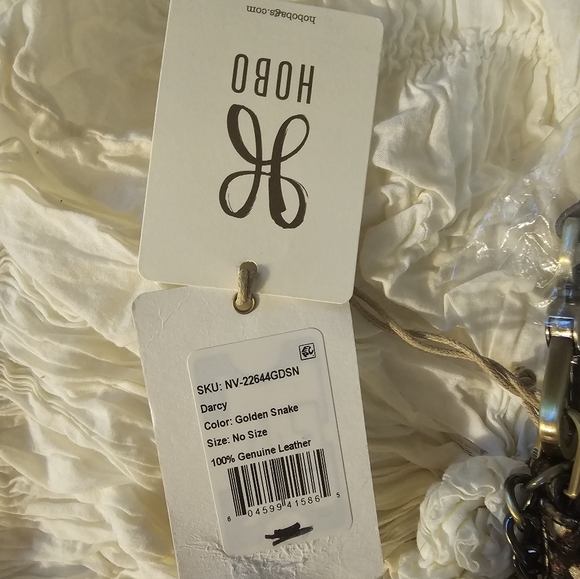 hobobags.com
HOBO
SKU: NV-22644GDSN
Darcy
Color: Golden Snake
Size: No Size
100% Genuine Leather
6 04599 41586 5